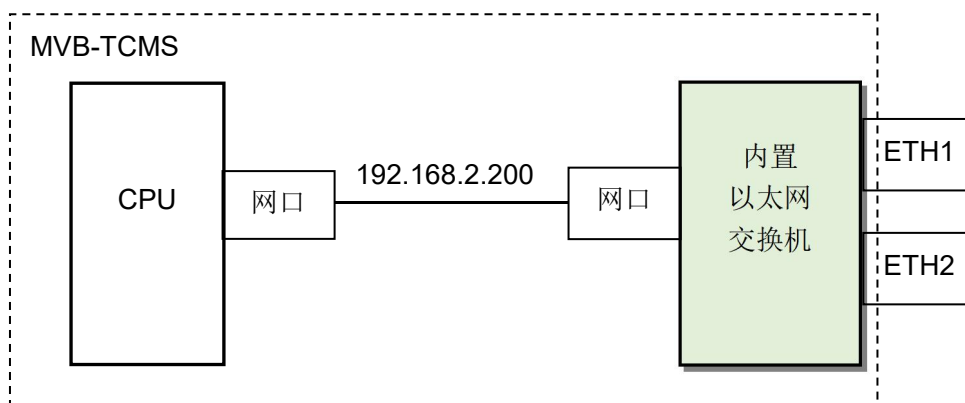 MVB-TCMS
CPU
网口
192.168.2.200
网口
内置
以太网
交换机
ETH1
ETH2